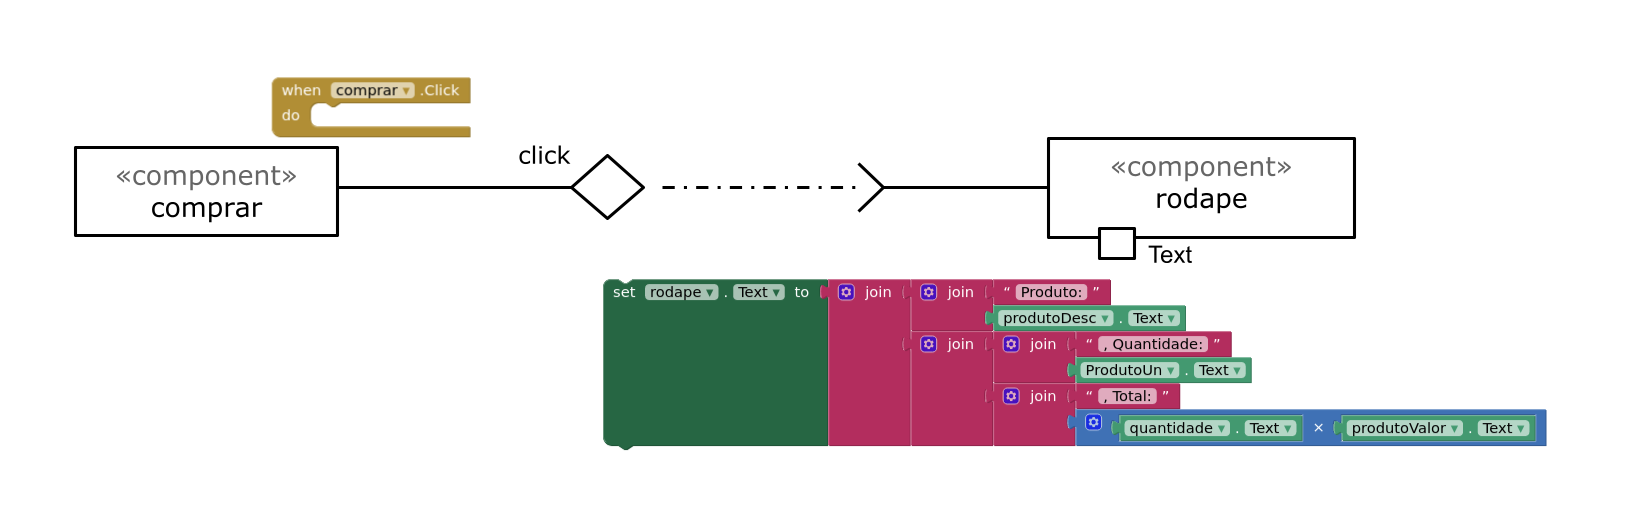 when comprar .Click
do
«component»
comprar
click
«component»
rodape
Text
set rodape . Text to join join “ Produto: ”
produtoDesc . Text
join join “ , Quantidade: ”
ProdutoUn . Text
join “ , Total: ”
quantidade . Text × produtoValor . Text